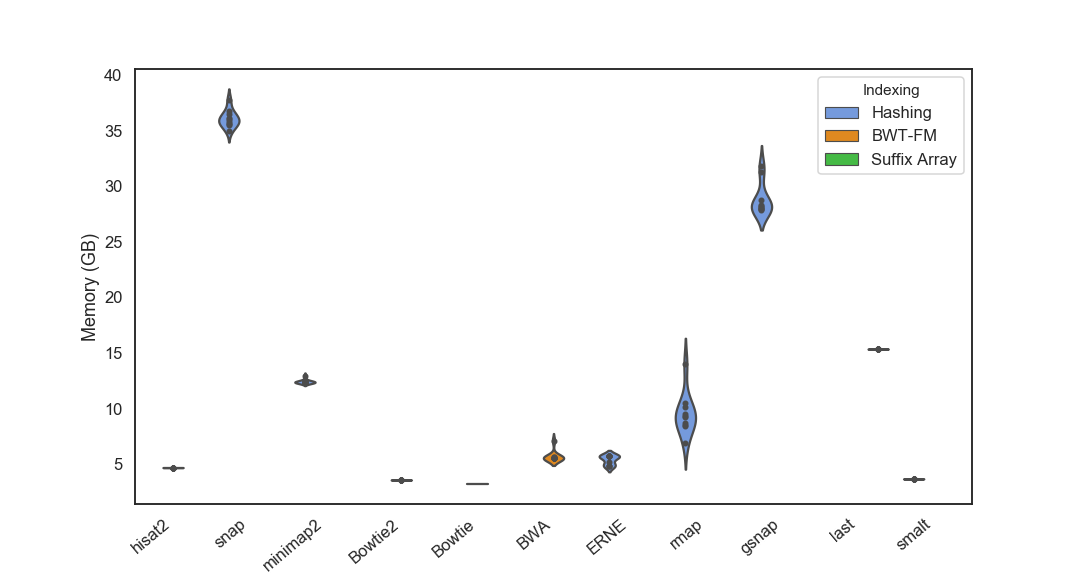 40
35
30
25
20
15
10
5
Memory (GB)
Indexing
Hashing
BWT-FM
Suffix Array
hisat2
snap
minimap2
Bowtie2
Bowtie
BWA
ERNE
rmap
gsnap
last
smalt